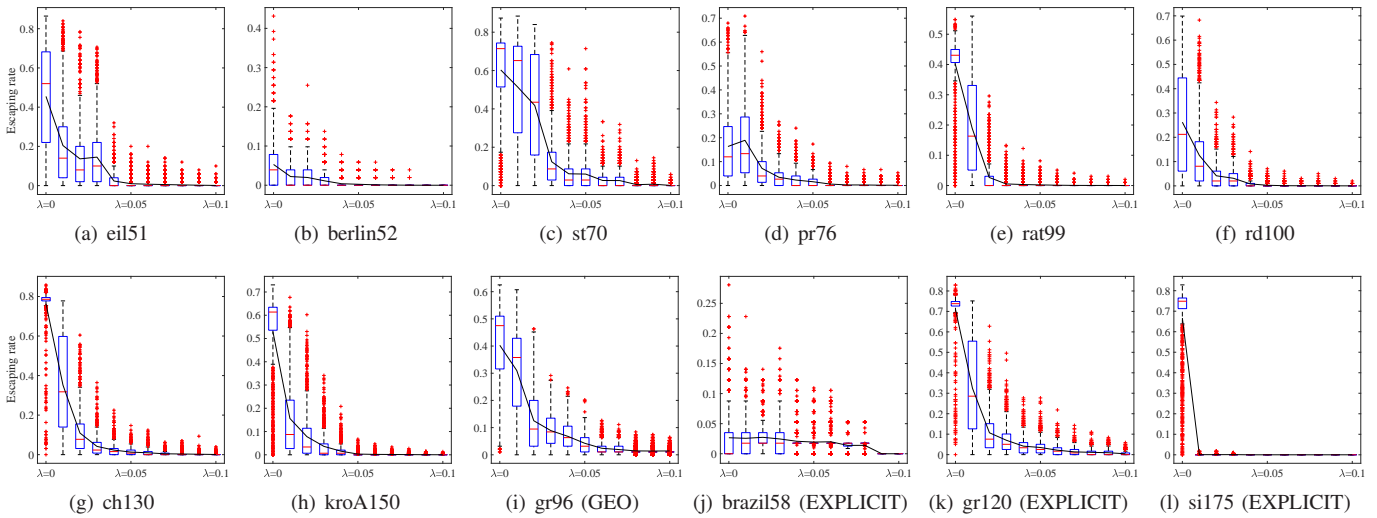 Escaping rate
0.8
0.6
0.4
0.2
0
λ=0
λ=0.05
λ=0.1
(a) eil51
0.4
0.3
0.2
0.1
0
λ=0
λ=0.05
λ=0.1
(b) berlin52
0.8
0.6
0.4
0.2
0
λ=0
λ=0.05
λ=0.1
(c) st70
0.7
0.6
0.5
0.4
0.3
0.2
0.1
0
λ=0
λ=0.05
λ=0.1
(d) pr76
0.5
0.4
0.3
0.2
0.1
0
λ=0
λ=0.05
λ=0.1
(e) rat99
0.7
0.6
0.5
0.4
0.3
0.2
0.1
0
λ=0
λ=0.05
λ=0.1
(f) rd100
Escaping rate
0.8
0.6
0.4
0.2
0
λ=0
λ=0.05
λ=0.1
(g) ch130
0.7
0.6
0.5
0.4
0.3
0.2
0.1
0
λ=0
λ=0.05
λ=0.1
(h) kroA150
0.6
0.5
0.4
0.3
0.2
0.1
0
λ=0
λ=0.05
λ=0.1
(i) gr96 (GEO)
0.25
0.2
0.15
0.1
0.05
0
λ=0
λ=0.05
λ=0.1
(j) brazil58 (EXPLICIT)
0.8
0.7
0.6
0.5
0.4
0.3
0.2
0.1
0
λ=0
λ=0.05
λ=0.1
(k) gr120 (EXPLICIT)
0.8
0.7
0.6
0.5
0.4
0.3
0.2
0.1
0
λ=0
λ=0.05
λ=0.1
(l) si175 (EXPLICIT)